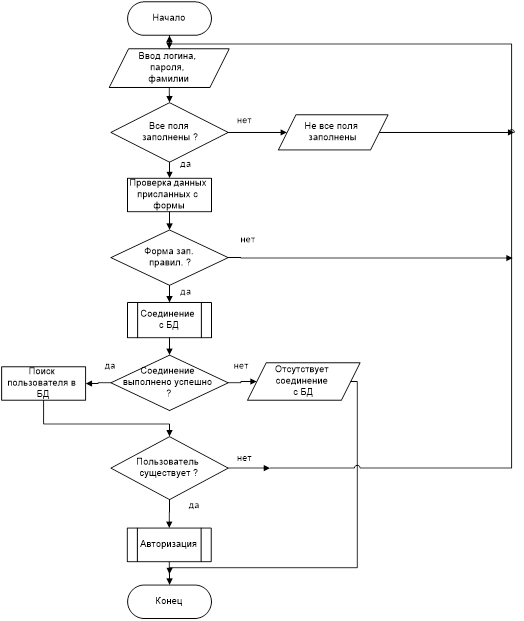 Начало
Ввод логина,
пароля,
фамилии
Все поля
заполнены ?
нет
Не все поля
заполнены
да
Проверка данных
присланных с
формы
Форма зап.
правил. ?
нет
да
Соединение
с БД
Поиск
пользователя в
БД
да
Соединение
выполнено успешно
?
нет
Отсутствует
соединение
с БД
Пользователь
существует ?
нет
да
Авторизация
Конец